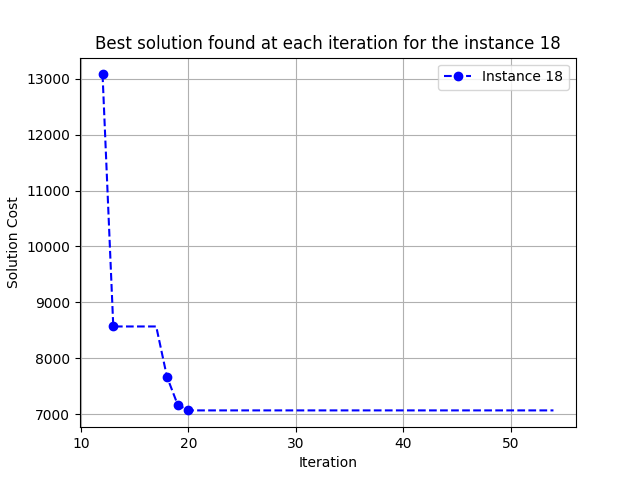 Best solution found at each iteration for the instance 18
Instance 18
Solution Cost
13000
12000
11000
10000
9000
8000
7000
10 20 30 40 50
Iteration